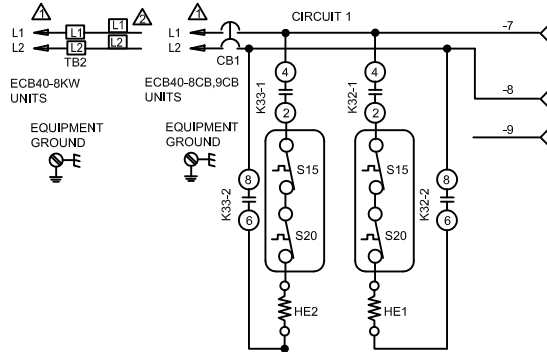 1
2
1
CIRCUIT 1
L1
L1
L1
L1
-7
L2
L2
L2
L2
TB2
CB1
ECB40-8KW
UNITS
ECB40-8CB,9CB
UNITS
4
4
-8
K33-1
K32-1
2
2
-9
EQUIPMENT
GROUND
EQUIPMENT
GROUND
S15
S15
8
8
K33-2
K32-2
6
6
S20
S20
HE2
HE1